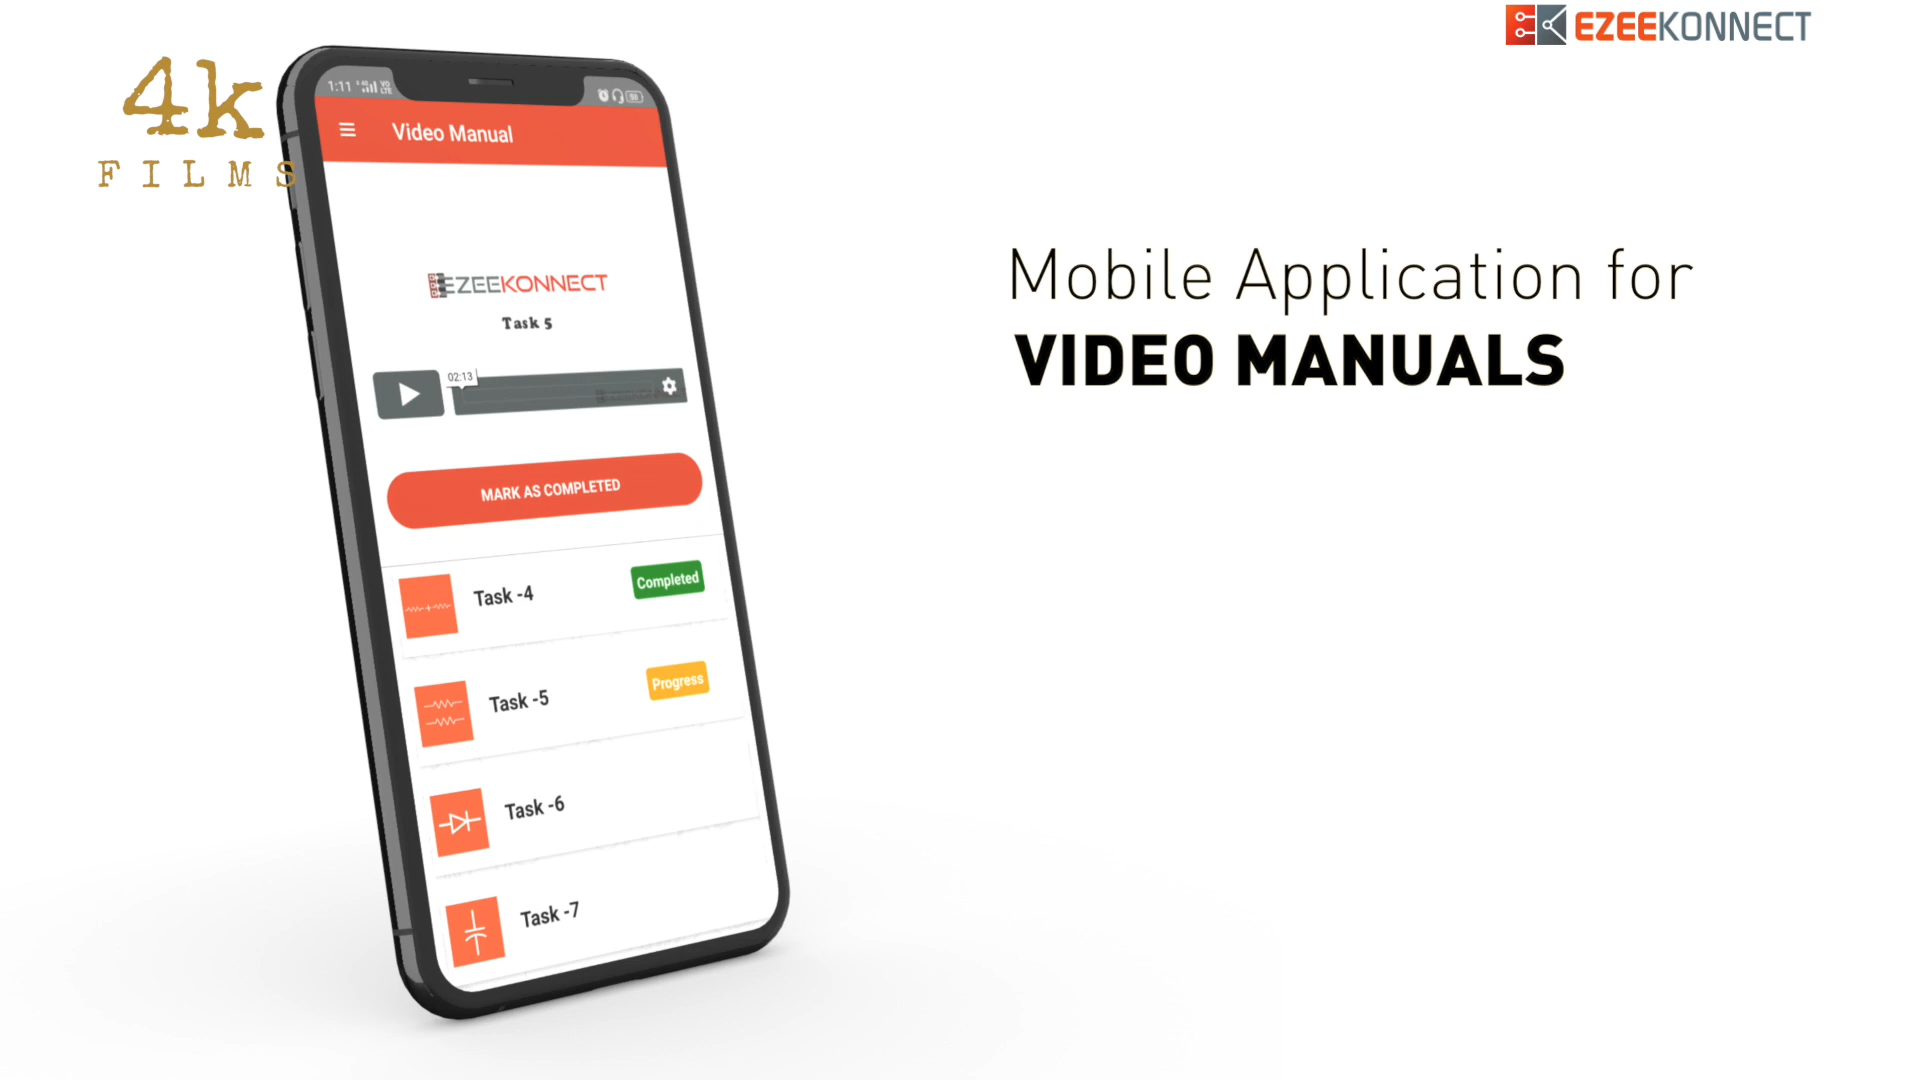 EZEEKONNECT
4k
FILMS
1:11
Video Manual
EZEEKONNECT
Task 5
02:13
MARK AS COMPLETED
Task -4
Completed
Task -5
Progress
Task -6
Task -7
Mobile Application for
VIDEO MANUALS